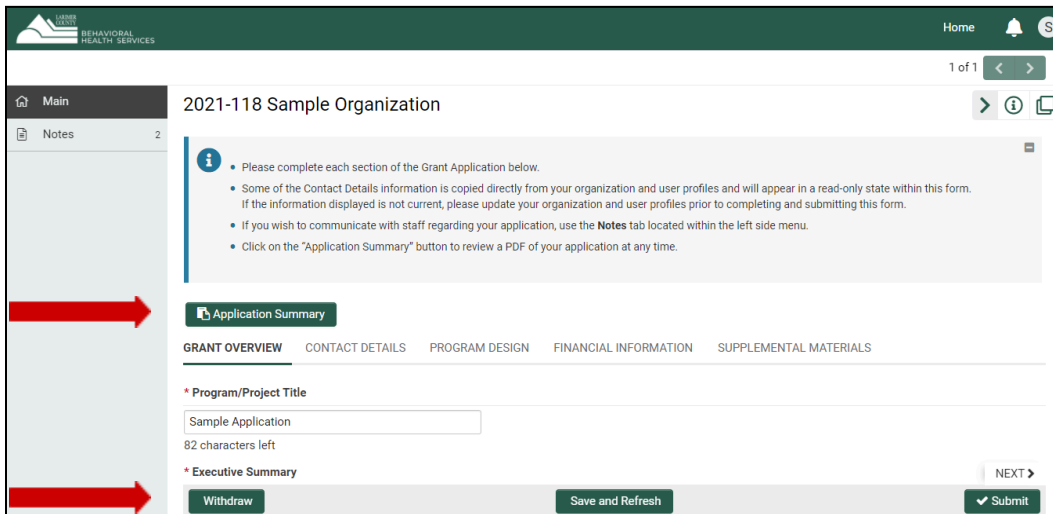 LARIMER
COUNTY
BEHAVIORAL
HEALTH SERVICES
Home
S
1 of 1
Main
Notes 2
2021-118 Sample Organization
Please complete each section of the Grant Application below.
Some of the Contact Details information is copied directly from your organization and user profiles and will appear in a read-only state within this form.
If the information displayed is not current, please update your organization and user profiles prior to completing and submitting this form.
If you wish to communicate with staff regarding your application, use the Notes tab located within the left side menu.
Click on the "Application Summary" button to review a PDF of your application at any time.
Application Summary
GRANT OVERVIEW CONTACT DETAILS PROGRAM DESIGN FINANCIAL INFORMATION SUPPLEMENTAL MATERIALS
* Program/Project Title
Sample Application
82 characters left
* Executive Summary
NEXT
Withdraw Save and Refresh Submit